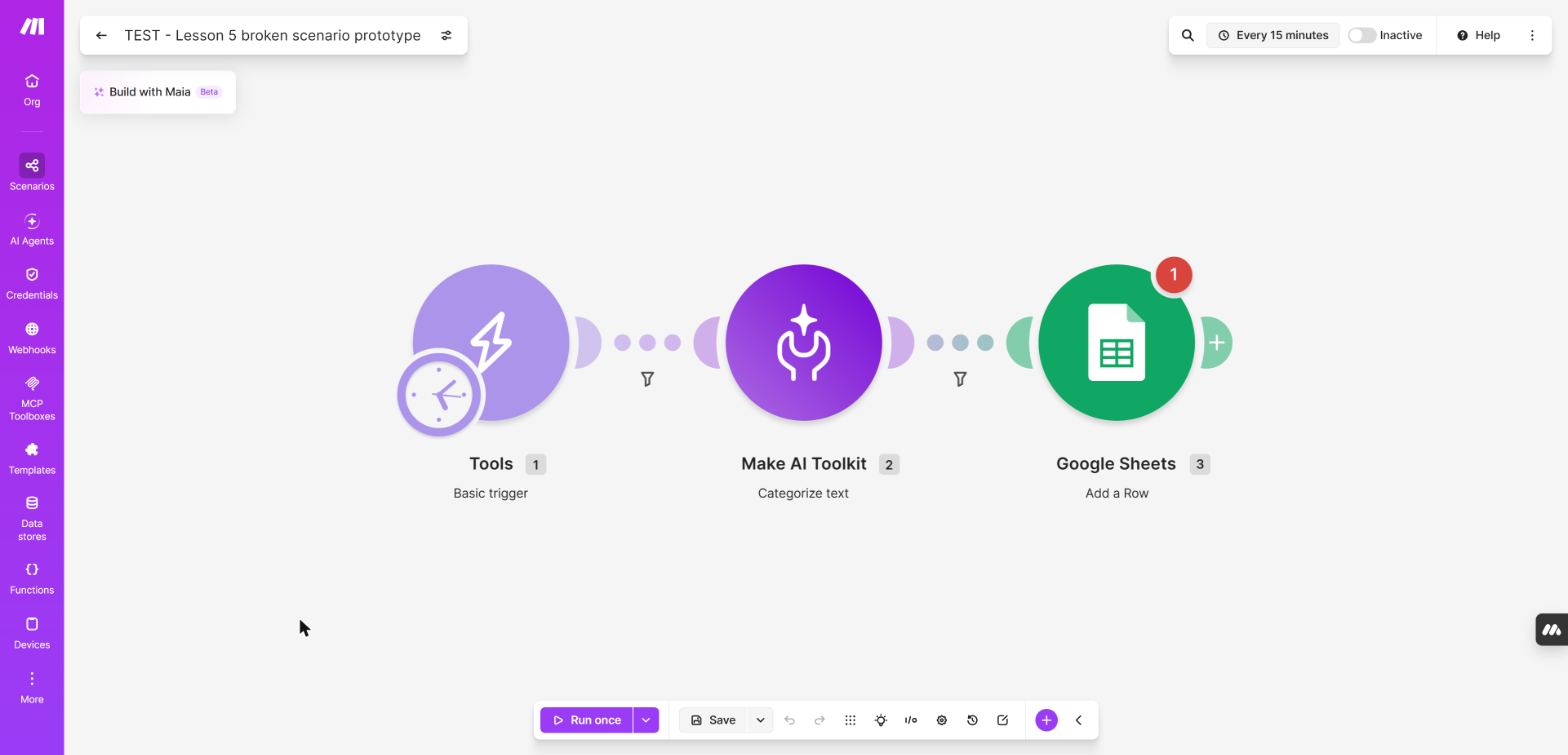 TEST - Lesson 5 broken scenario prototype
Every 15 minutes
Inactive
Help
Build with Maia Beta
Org
Scenarios
AI Agents
Credentials
Webhooks
MCP
Toolboxes
Templates
Data
stores
Functions
Devices
More
1
Tools 1
Basic trigger
Make AI Toolkit 2
Categorize text
Google Sheets 3
Add a Row
Run once
Save